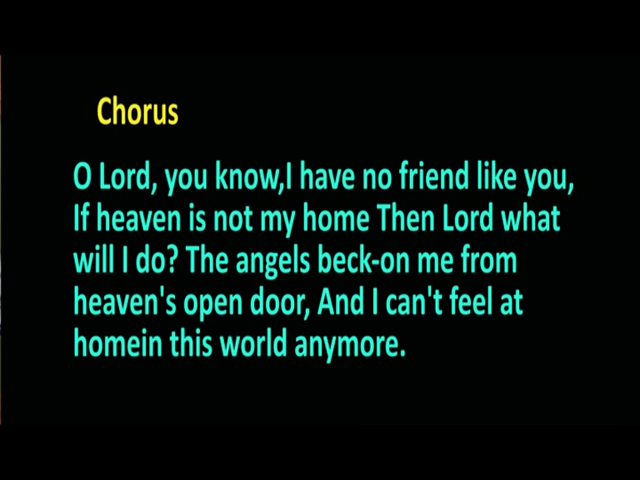 Chorus
O Lord, you know,I have no friend like you,
If heaven is not my home Then Lord what
will I do? The angels beck-on me from
heaven's open door, And I can't feel at
homein this world anymore.